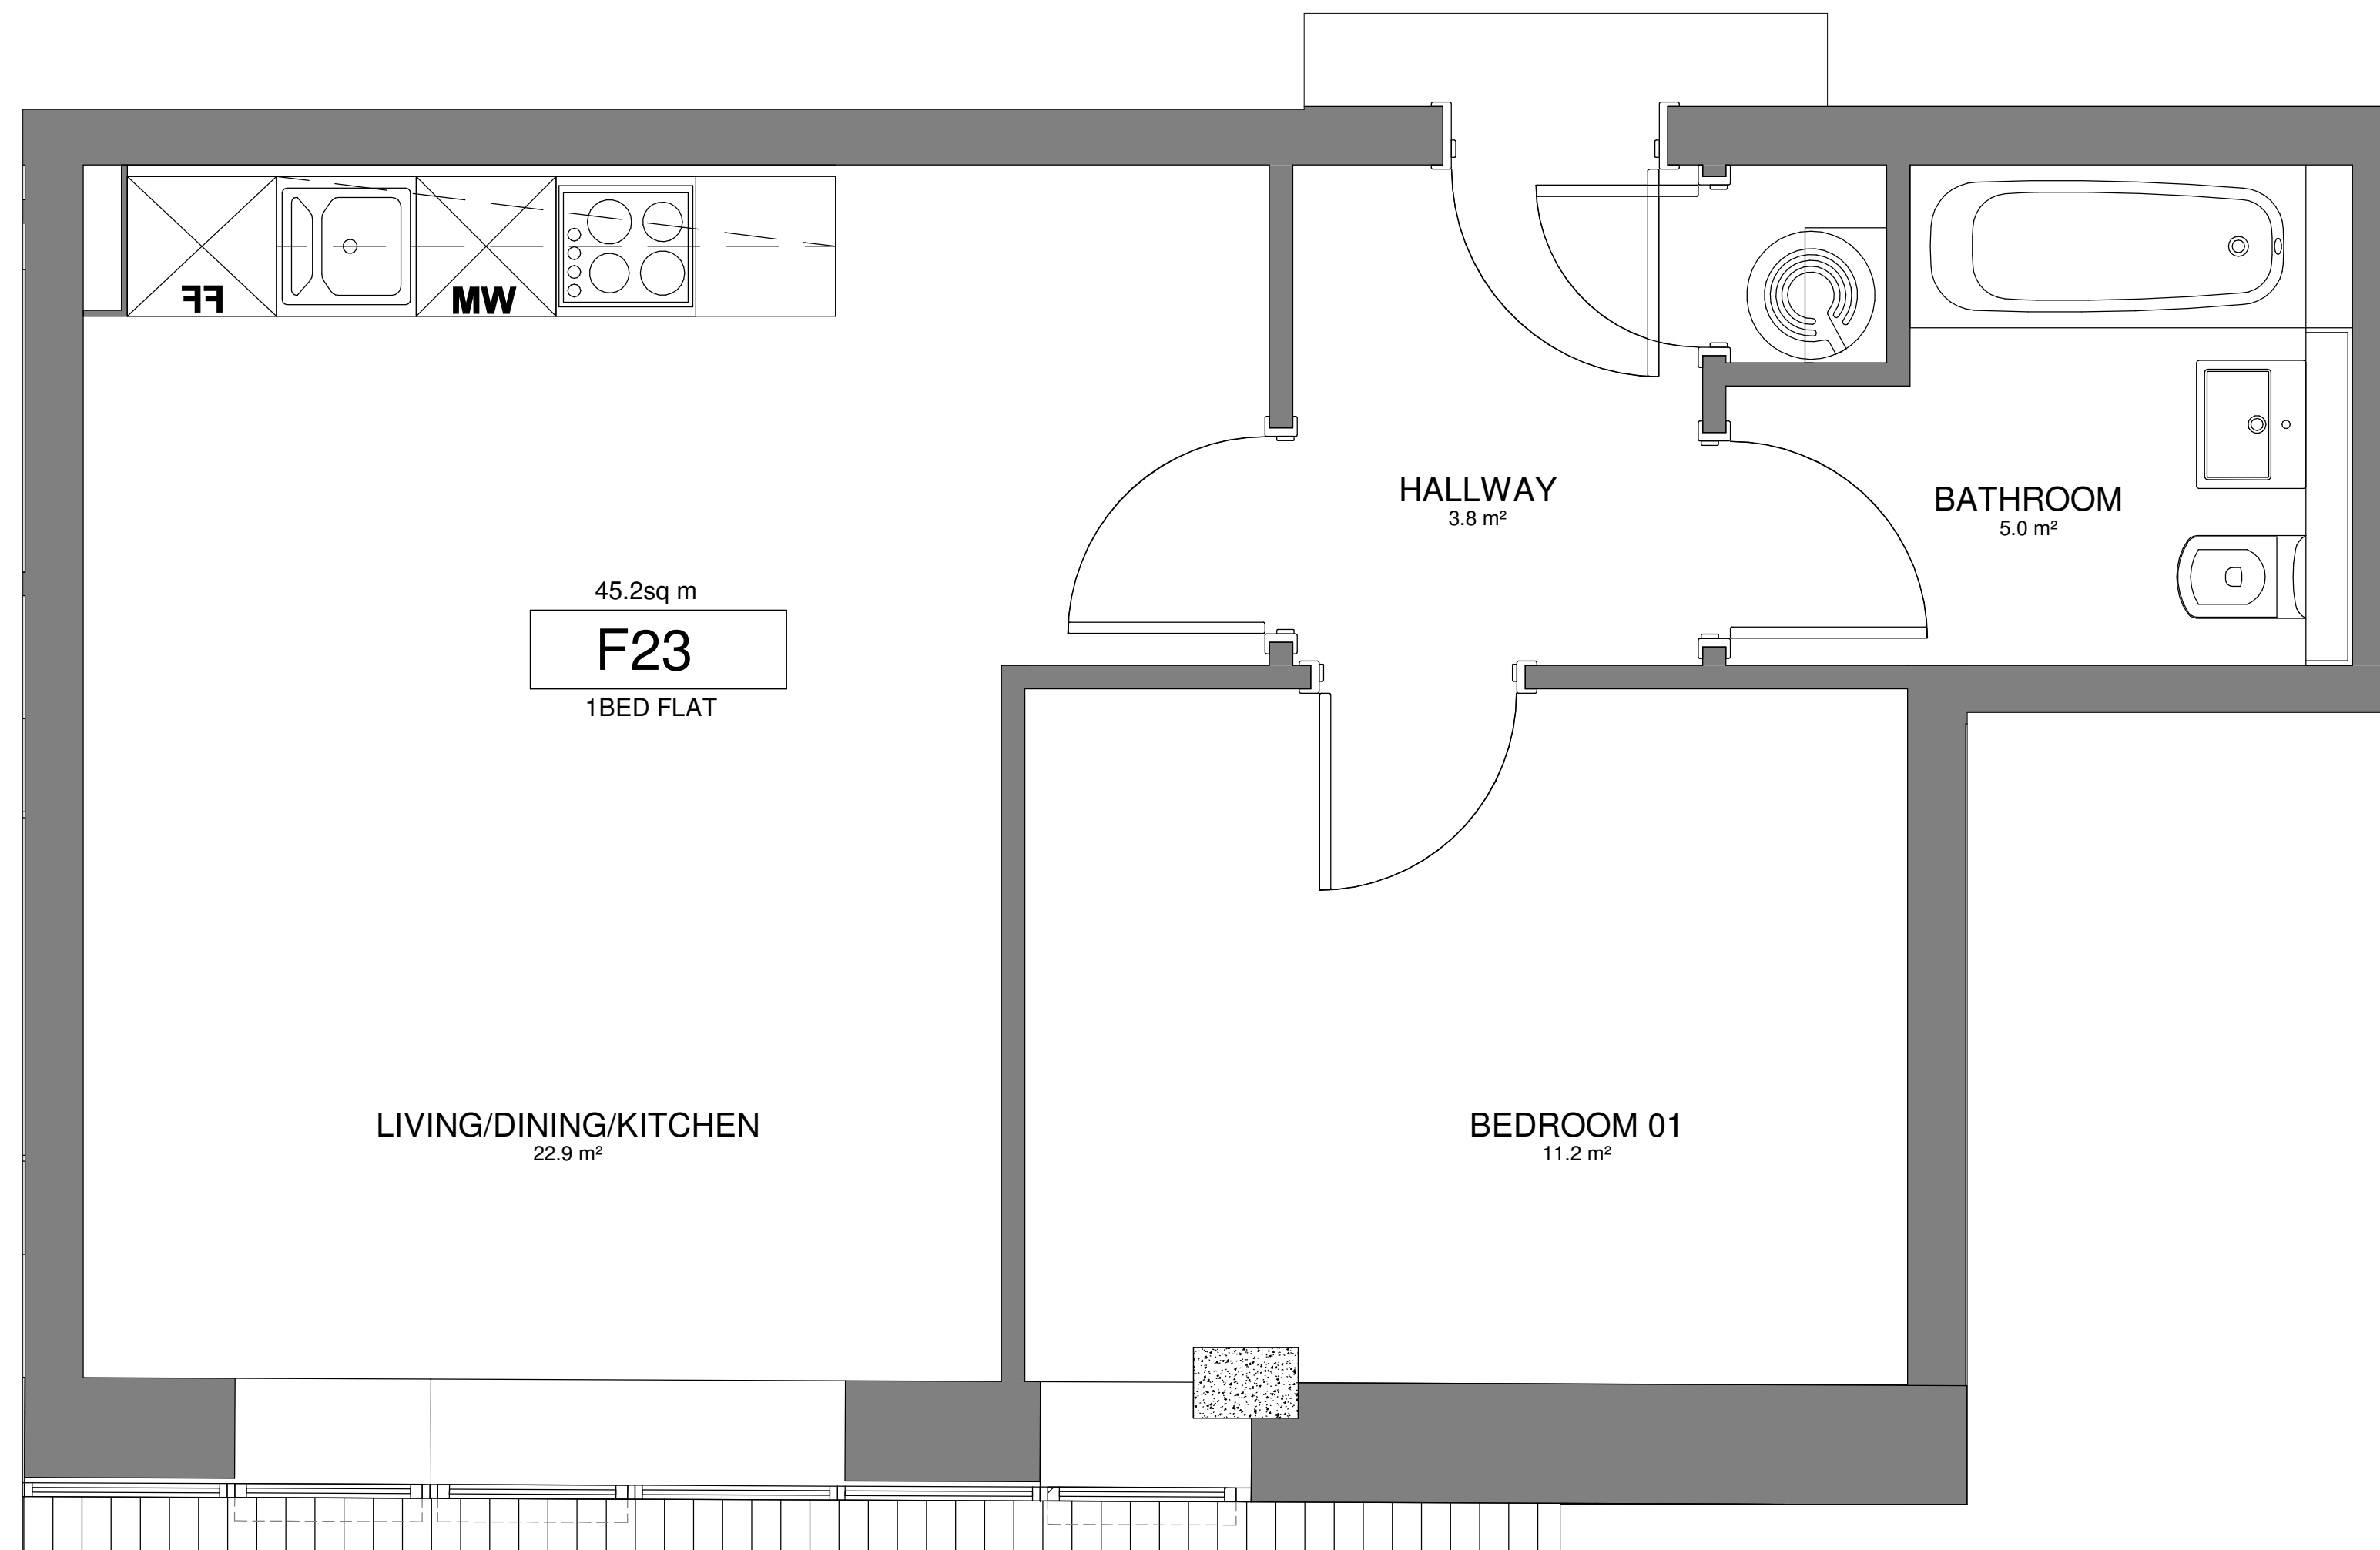 FF
MW
HALLWAY
3.8 m²
BATHROOM
5.0 m²
45.2sq m
F23
1BED FLAT
LIVING/DINING/KITCHEN
22.9 m²
BEDROOM 01
11.2 m²